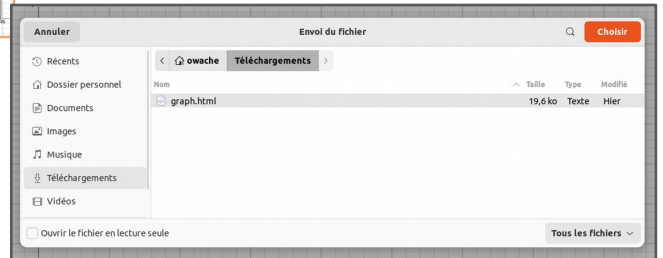 Annuler Envoi du fichier Choisir
Récents
Dossier personnel
Documents
Images
Musique
Téléchargements
Vidéos
owache Téléchargements
Nom Taille Type Modifié
graph.html 19,6 ko Texte Hier
Ouvrir le fichier en lecture seule Tous les fichiers